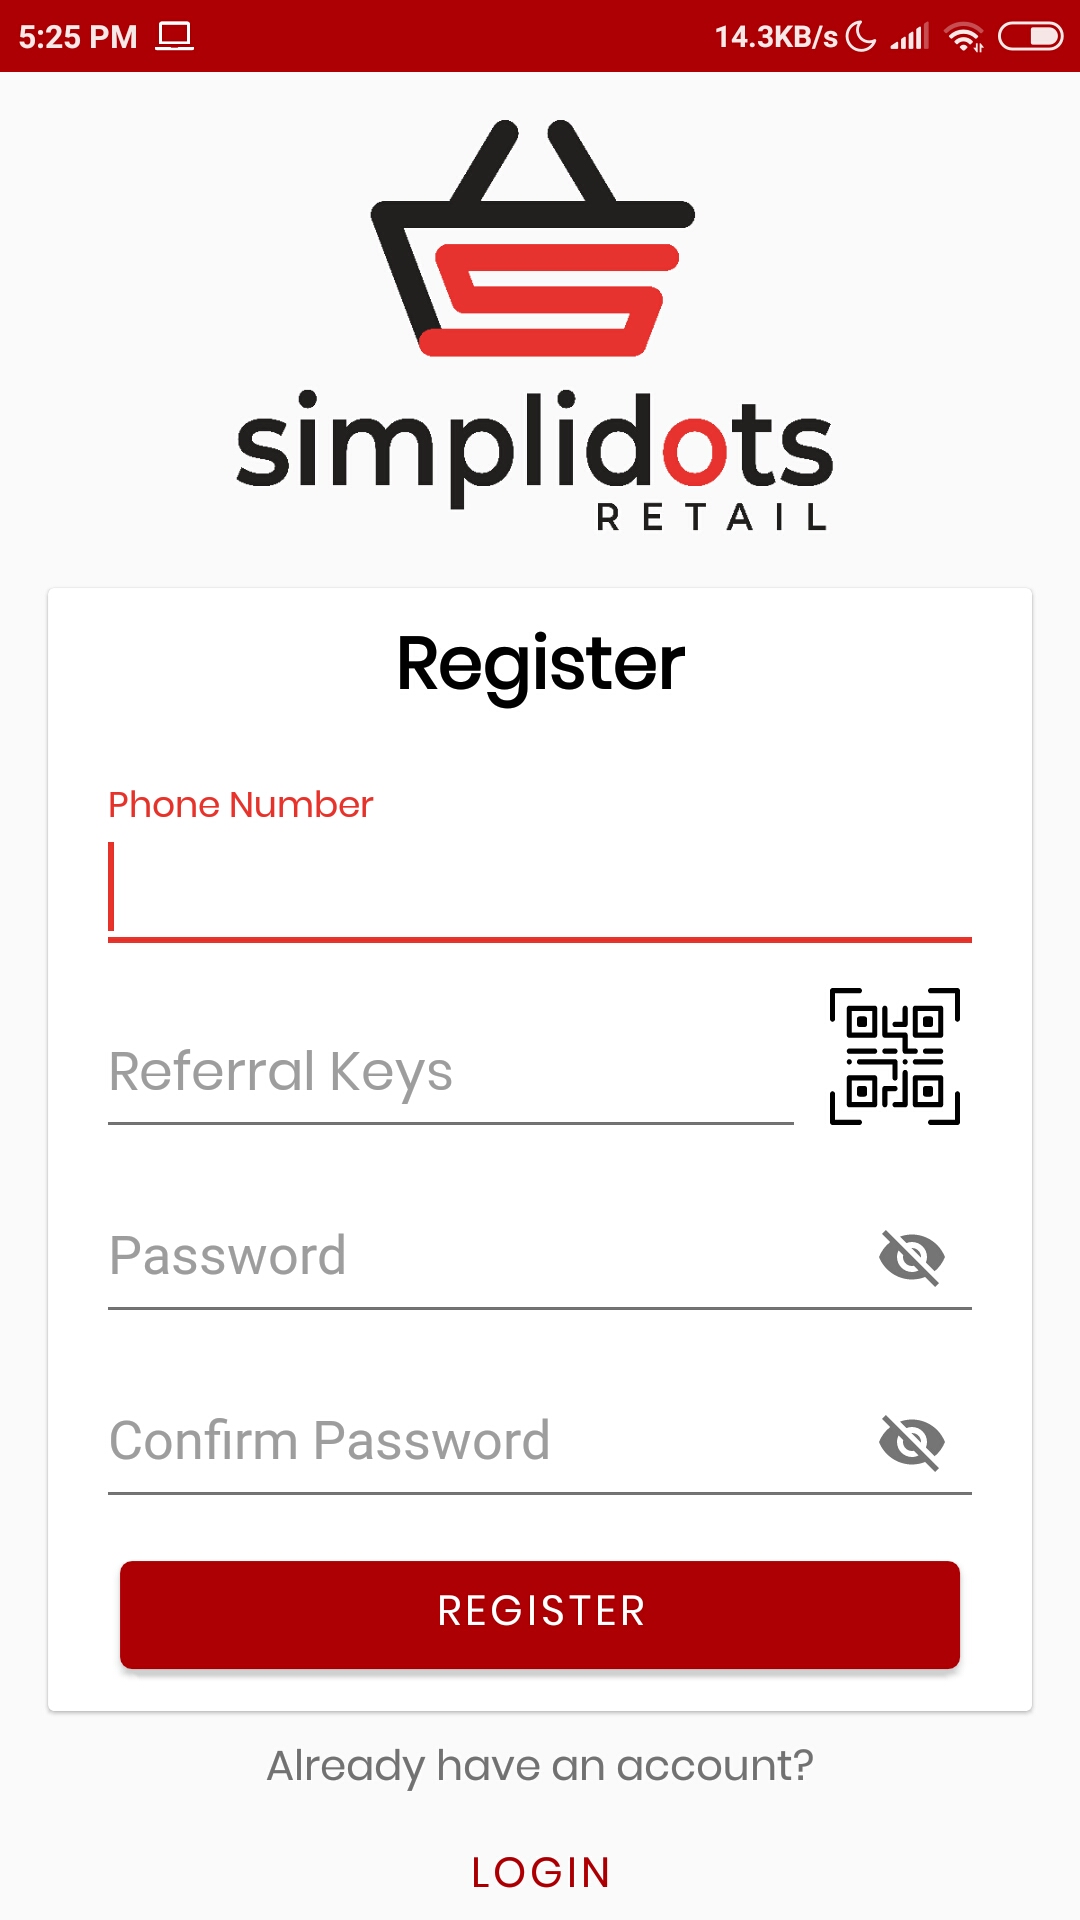 5:25 PM 14.3KB/s
simplidots
RETAIL
Register
Phone Number
Referral Keys
Password
Confirm Password
REGISTER
Already have an account?
LOGIN